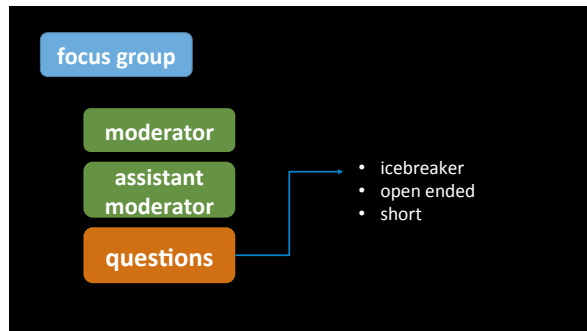 focus group
moderator
assistant
moderator
questions
• icebreaker
• open ended
• short